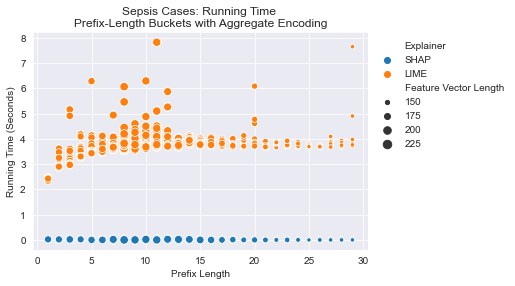 Sepsis Cases: Running Time
Prefix-Length Buckets with Aggregate Encoding
8
7
6
5
4
3
2
1
0
Running Time (Seconds)
0
5
10
15
20
25
30
Prefix Length
Explainer
SHAP
LIME
Feature Vector Length
150
175
200
225